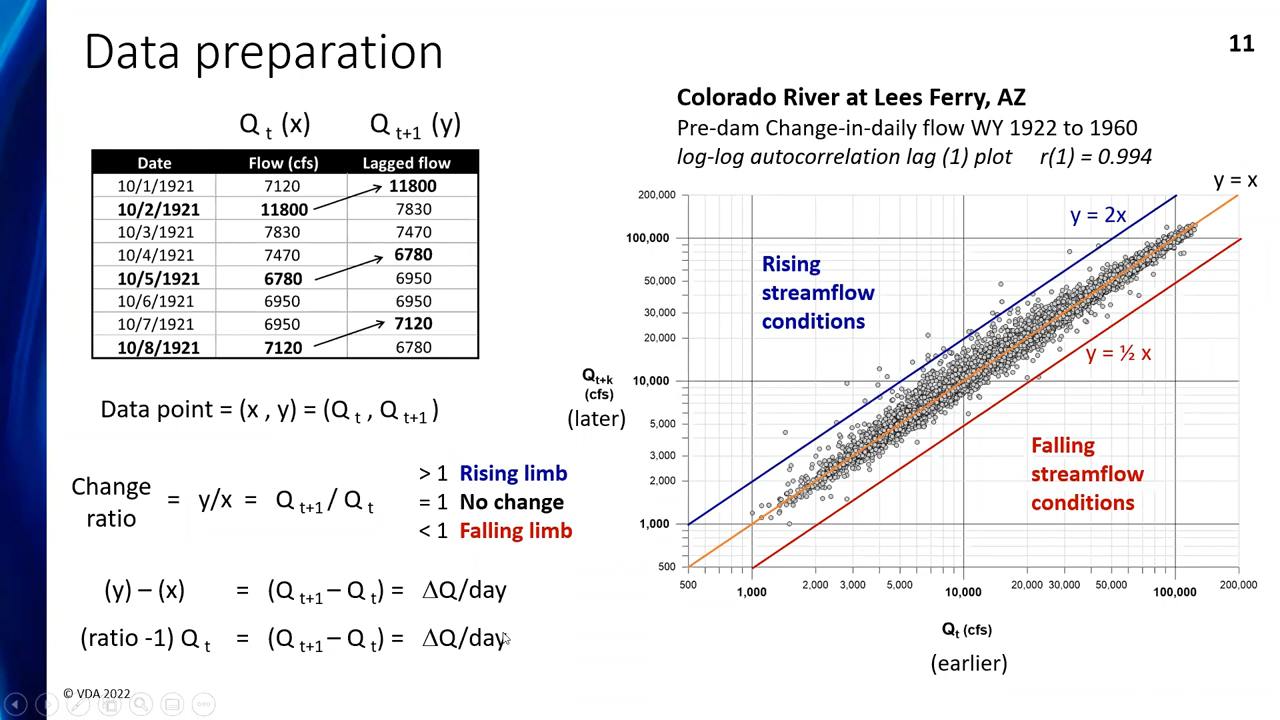 Data preparation
11
Q t (x) Q t+1 (y)
Date Flow (cfs) Lagged flow
10/1/1921 7120 11800
10/2/1921 11800 7830
10/3/1921 7830 7470
10/4/1921 7470 6780
10/5/1921 6780 6950
10/6/1921 6950 6950
10/7/1921 6950 7120
10/8/1921 7120 6780
Data point = (x , y) = (Q t , Q t+1 )
Change ratio = y/x = Q t+1 / Q t
> 1 Rising limb
= 1 No change
< 1 Falling limb
(y) – (x) = (Q t+1 – Q t) = ΔQ/day
(ratio -1) Q t = (Q t+1 – Q t) = ΔQ/day
© VDA 2022
Colorado River at Lees Ferry, AZ
Pre-dam Change-in-daily flow WY 1922 to 1960
log-log autocorrelation lag (1) plot r(1) = 0.994
y = x
y = 2x
y = ½ x
Rising
streamflow
conditions
Falling
streamflow
conditions
Qt+k
(cfs)
(later)
200,000
100,000
50,000
30,000
20,000
10,000
5,000
3,000
2,000
1,000
500
500 1,000 2,000 3,000 5,000 10,000 20,000 30,000 50,000 100,000 200,000
Qt (cfs)
(earlier)